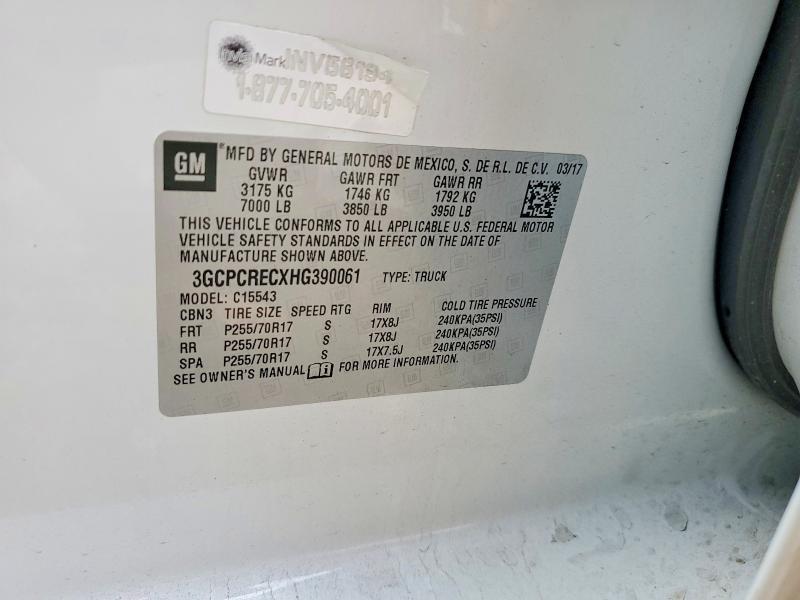 Mark INV58194
1-877-705-4001
GM ®MFD BY GENERAL MOTORS DE MEXICO, S. DE R.L. DE C.V. 03/17
GVWR GAWR FRT GAWR RR
3175 KG 1746 KG 1792 KG
7000 LB 3850 LB 3950 LB
THIS VEHICLE CONFORMS TO ALL APPLICABLE U.S. FEDERAL MOTOR
VEHICLE SAFETY STANDARDS IN EFFECT ON THE DATE OF
MANUFACTURE SHOWN ABOVE.
3GCPCRECXHG390061 TYPE: TRUCK
MODEL: C15543
CBN3 TIRE SIZE SPEED RTG RIM COLD TIRE PRESSURE
FRT P255/70R17 S 17X8J 240KPA(35PSI)
RR P255/70R17 S 17X8J 240KPA(35PSI)
SPA P255/70R17 S 17X7.5J 240KPA(35PSI)
SEE OWNER'S MANUAL FOR MORE INFORMATION.